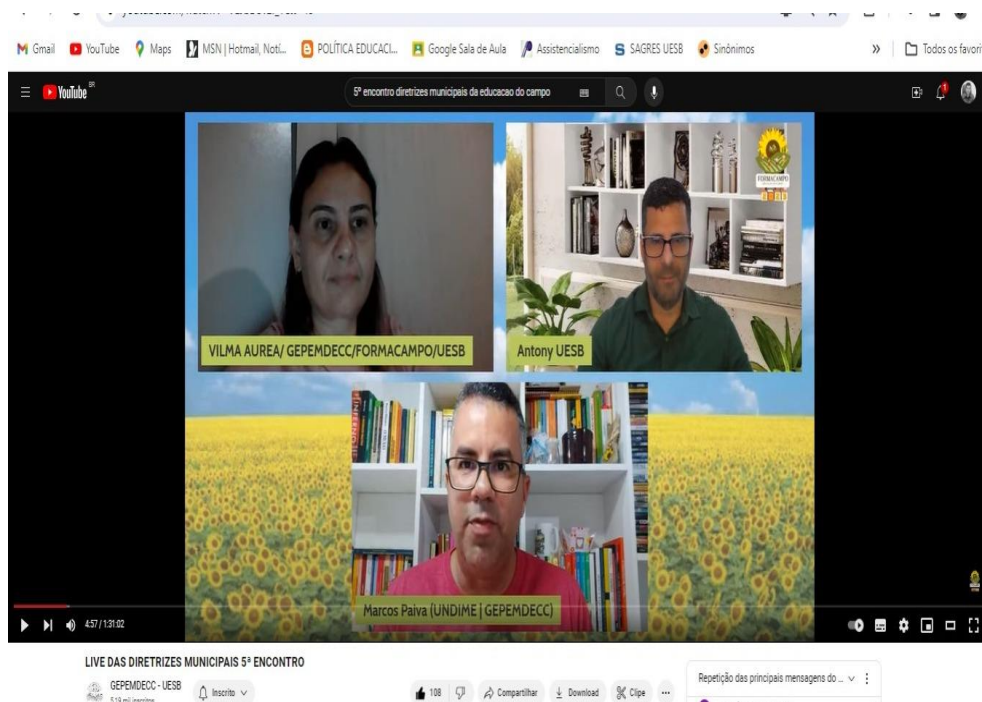 Gmail YouTube Maps MSN | Hotmail, Notí... POLÍTICA EDUCACI... Google Sala de Aula Assistencialismo SAGRES UESB Sinônimos » Todos os favori
YouTube BR 5º encontro diretrizes municipais da educacao do campo
FORMACAMPO
VILMA AUREA/ GEPEMDECC/FORMACAMPO/UESB
Antony UESB
Marcos Paiva (UNDIME | GEPEMDECC)
4:57 / 1:31:02
LIVE DAS DIRETRIZES MUNICIPAIS 5ª ENCONTRO
GEPEMDECC - UESB
Inscrito 108 Compartilhar Download Clipe ...
Repetição das principais mensagens do ...